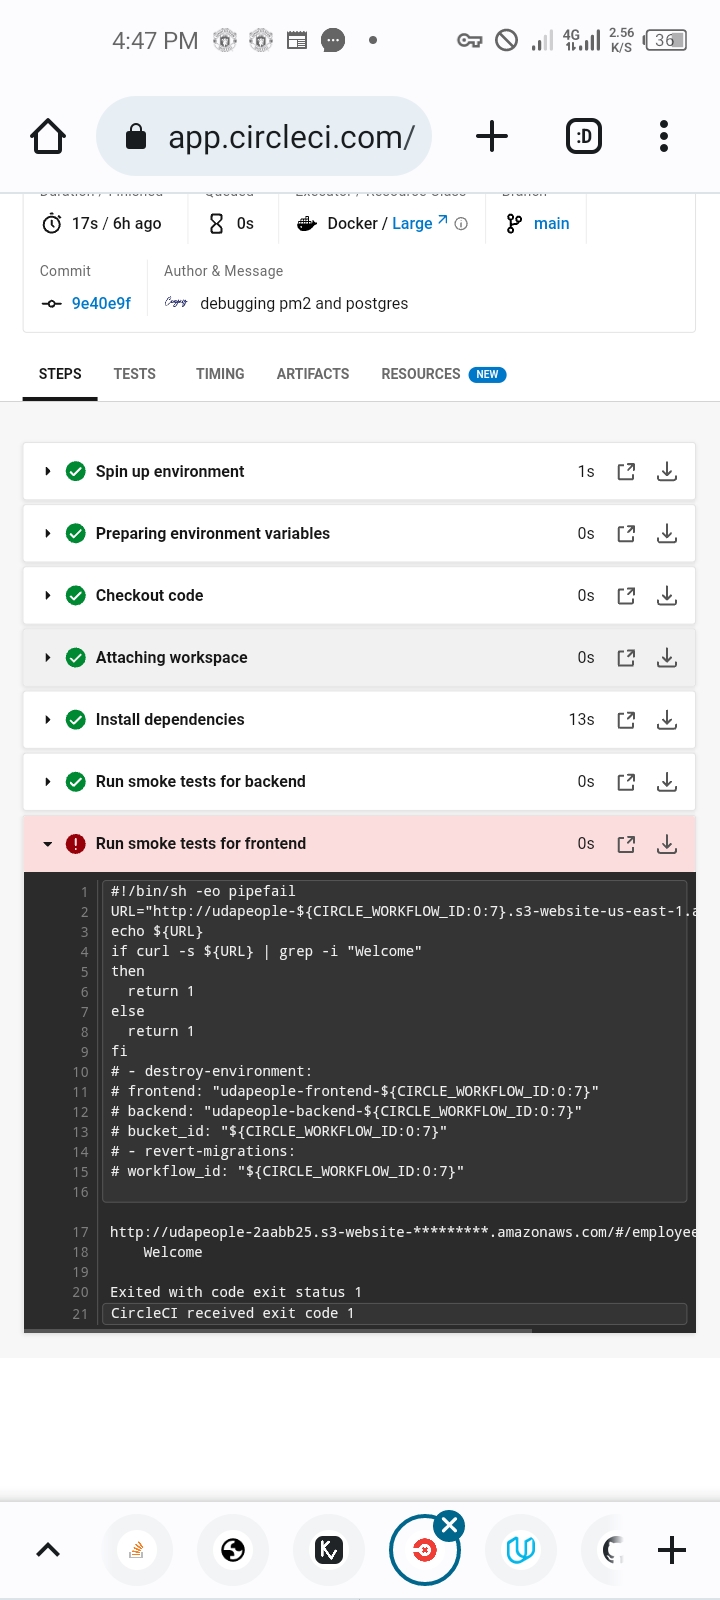 4:47 PM
4G
2.56
K/S
36
app.circleci.com/
:D
17s / 6h ago
0s
Docker / Large
main
Commit
Author & Message
9e40e9f
debugging pm2 and postgres
STEPS
TESTS
TIMING
ARTIFACTS
RESOURCES
NEW
Spin up environment
1s
Preparing environment variables
0s
Checkout code
0s
Attaching workspace
0s
Install dependencies
13s
Run smoke tests for backend
0s
Run smoke tests for frontend
0s
1 #!/bin/sh -eo pipefail
2 URL="http://udapeople-${CIRCLE_WORKFLOW_ID:0:7}.s3-website-us-east-1.a
3 echo ${URL}
4 if curl -s ${URL} | grep -i "Welcome"
5 then
6 return 1
7 else
8 return 1
9 fi
10 # - destroy-environment:
11 # frontend: "udapeople-frontend-${CIRCLE_WORKFLOW_ID:0:7}"
12 # backend: "udapeople-backend-${CIRCLE_WORKFLOW_ID:0:7}"
13 # bucket_id: "${CIRCLE_WORKFLOW_ID:0:7}"
14 # - revert-migrations:
15 # workflow_id: "${CIRCLE_WORKFLOW_ID:0:7}"
16
17 http://udapeople-2aabb25.s3-website-*********.amazonaws.com/#/employee
18 Welcome
19
20 Exited with code exit status 1
21 CircleCI received exit code 1